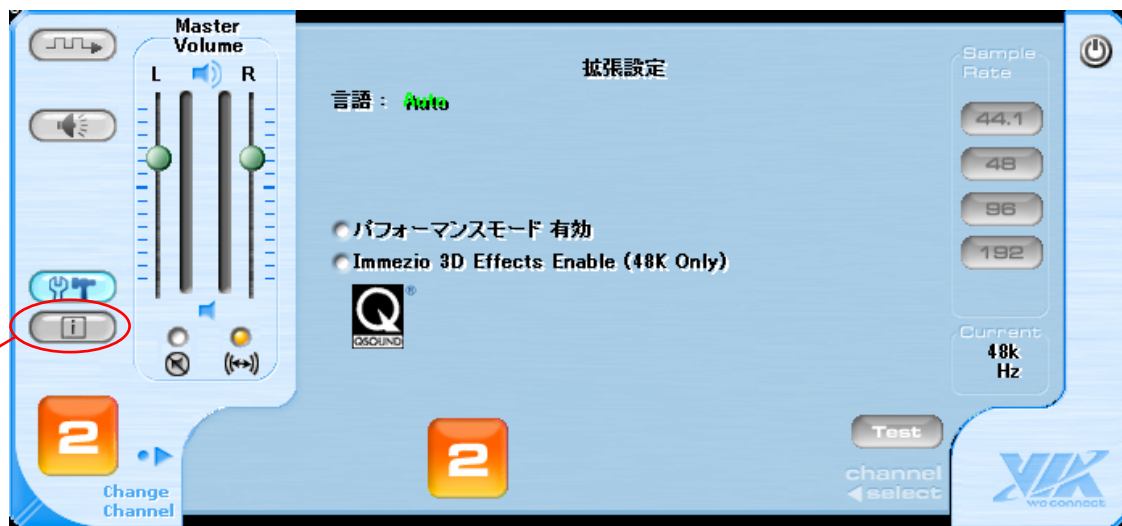 Master
Volume
L R
拡張設定
言語： Auto
パフォーマンスモード 有効
Immezio 3D Effects Enable (48K Only)
QSOUND
®
Sample
Rate
44.1
48
96
192
Current
48k
Hz
i
2
Change
Channel
2
Test
channel
select
VIA
we connect